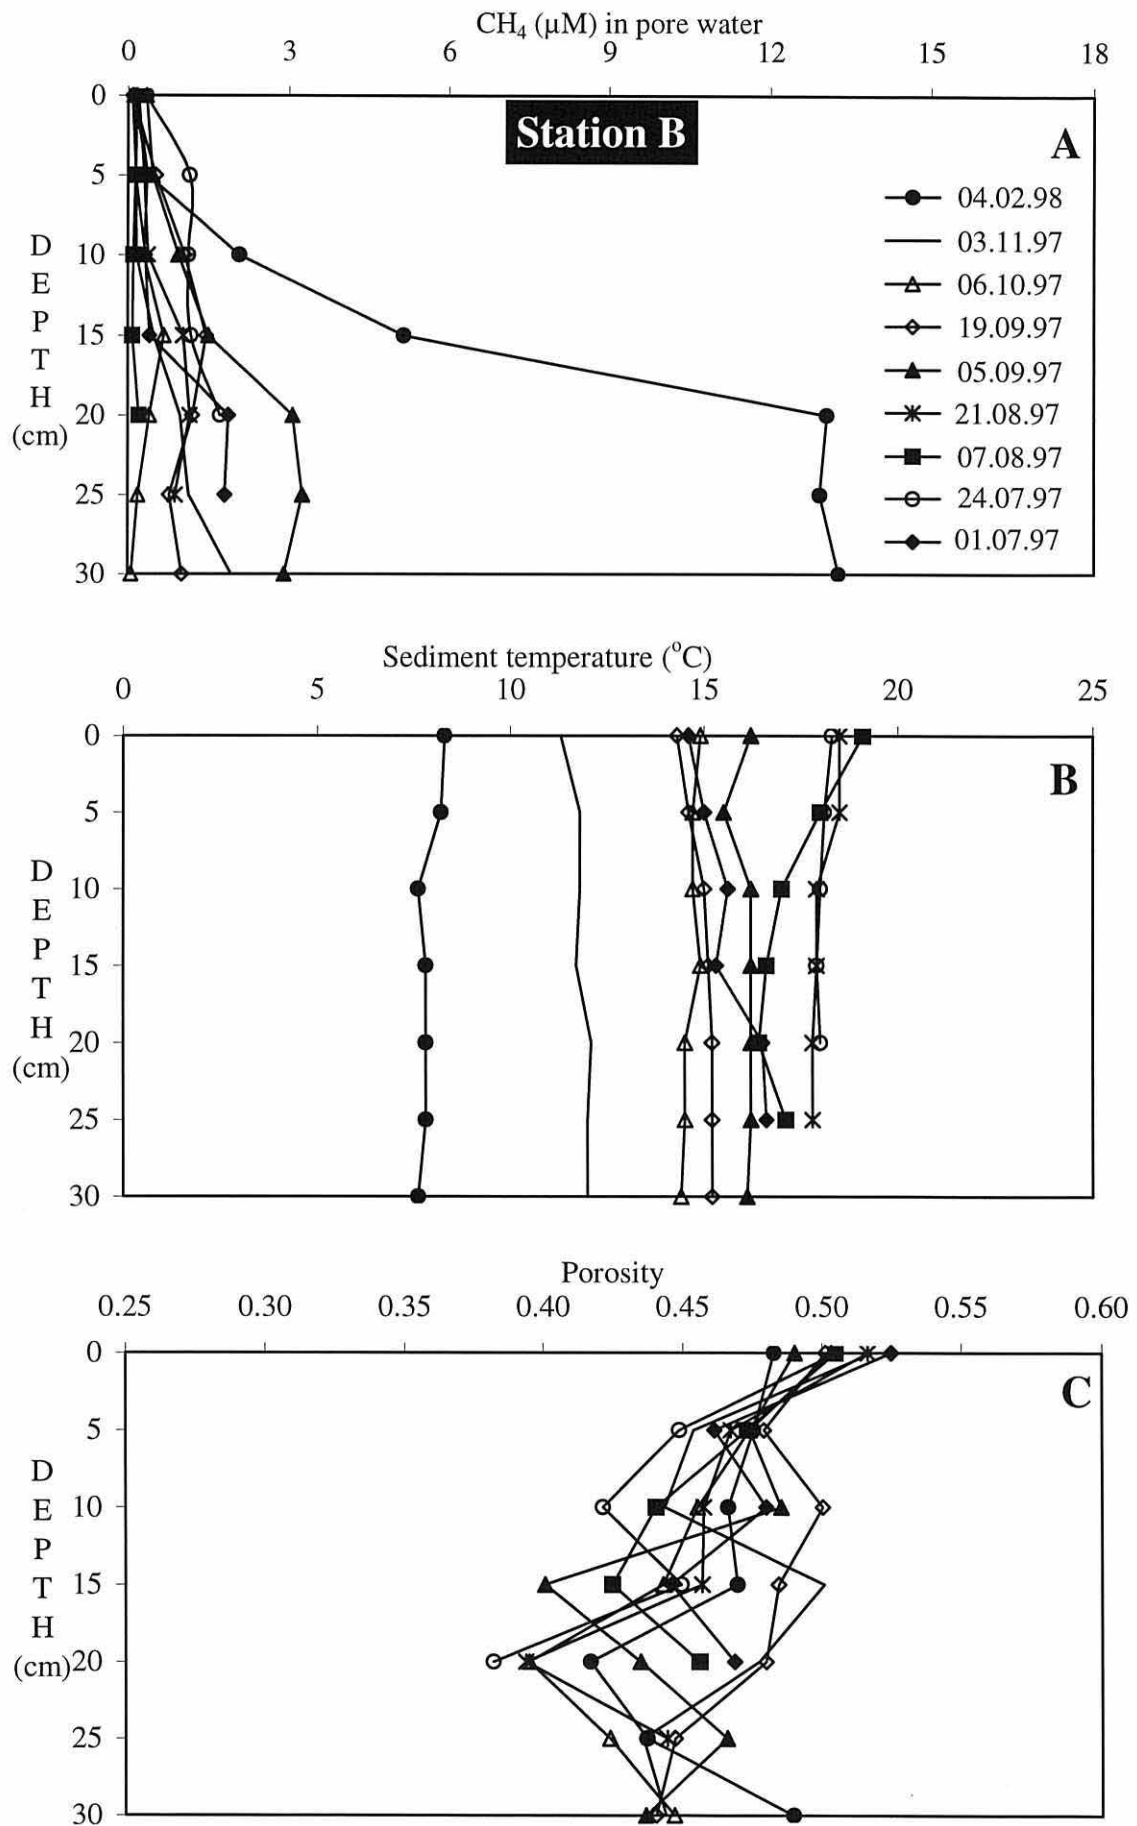 CH₄ (µM) in pore water
0 3 6 9 12 15 18
Station B
A
0
5
10
15
20
25
30
D
E
P
T
H
(cm)
04.02.98
03.11.97
06.10.97
19.09.97
05.09.97
21.08.97
07.08.97
24.07.97
01.07.97
Sediment temperature (°C)
0 5 10 15 20 25
B
0
5
10
15
20
25
30
D
E
P
T
H
(cm)
Porosity
0.25 0.30 0.35 0.40 0.45 0.50 0.55 0.60
C
0
5
10
15
20
25
30
D
E
P
T
H
(cm)